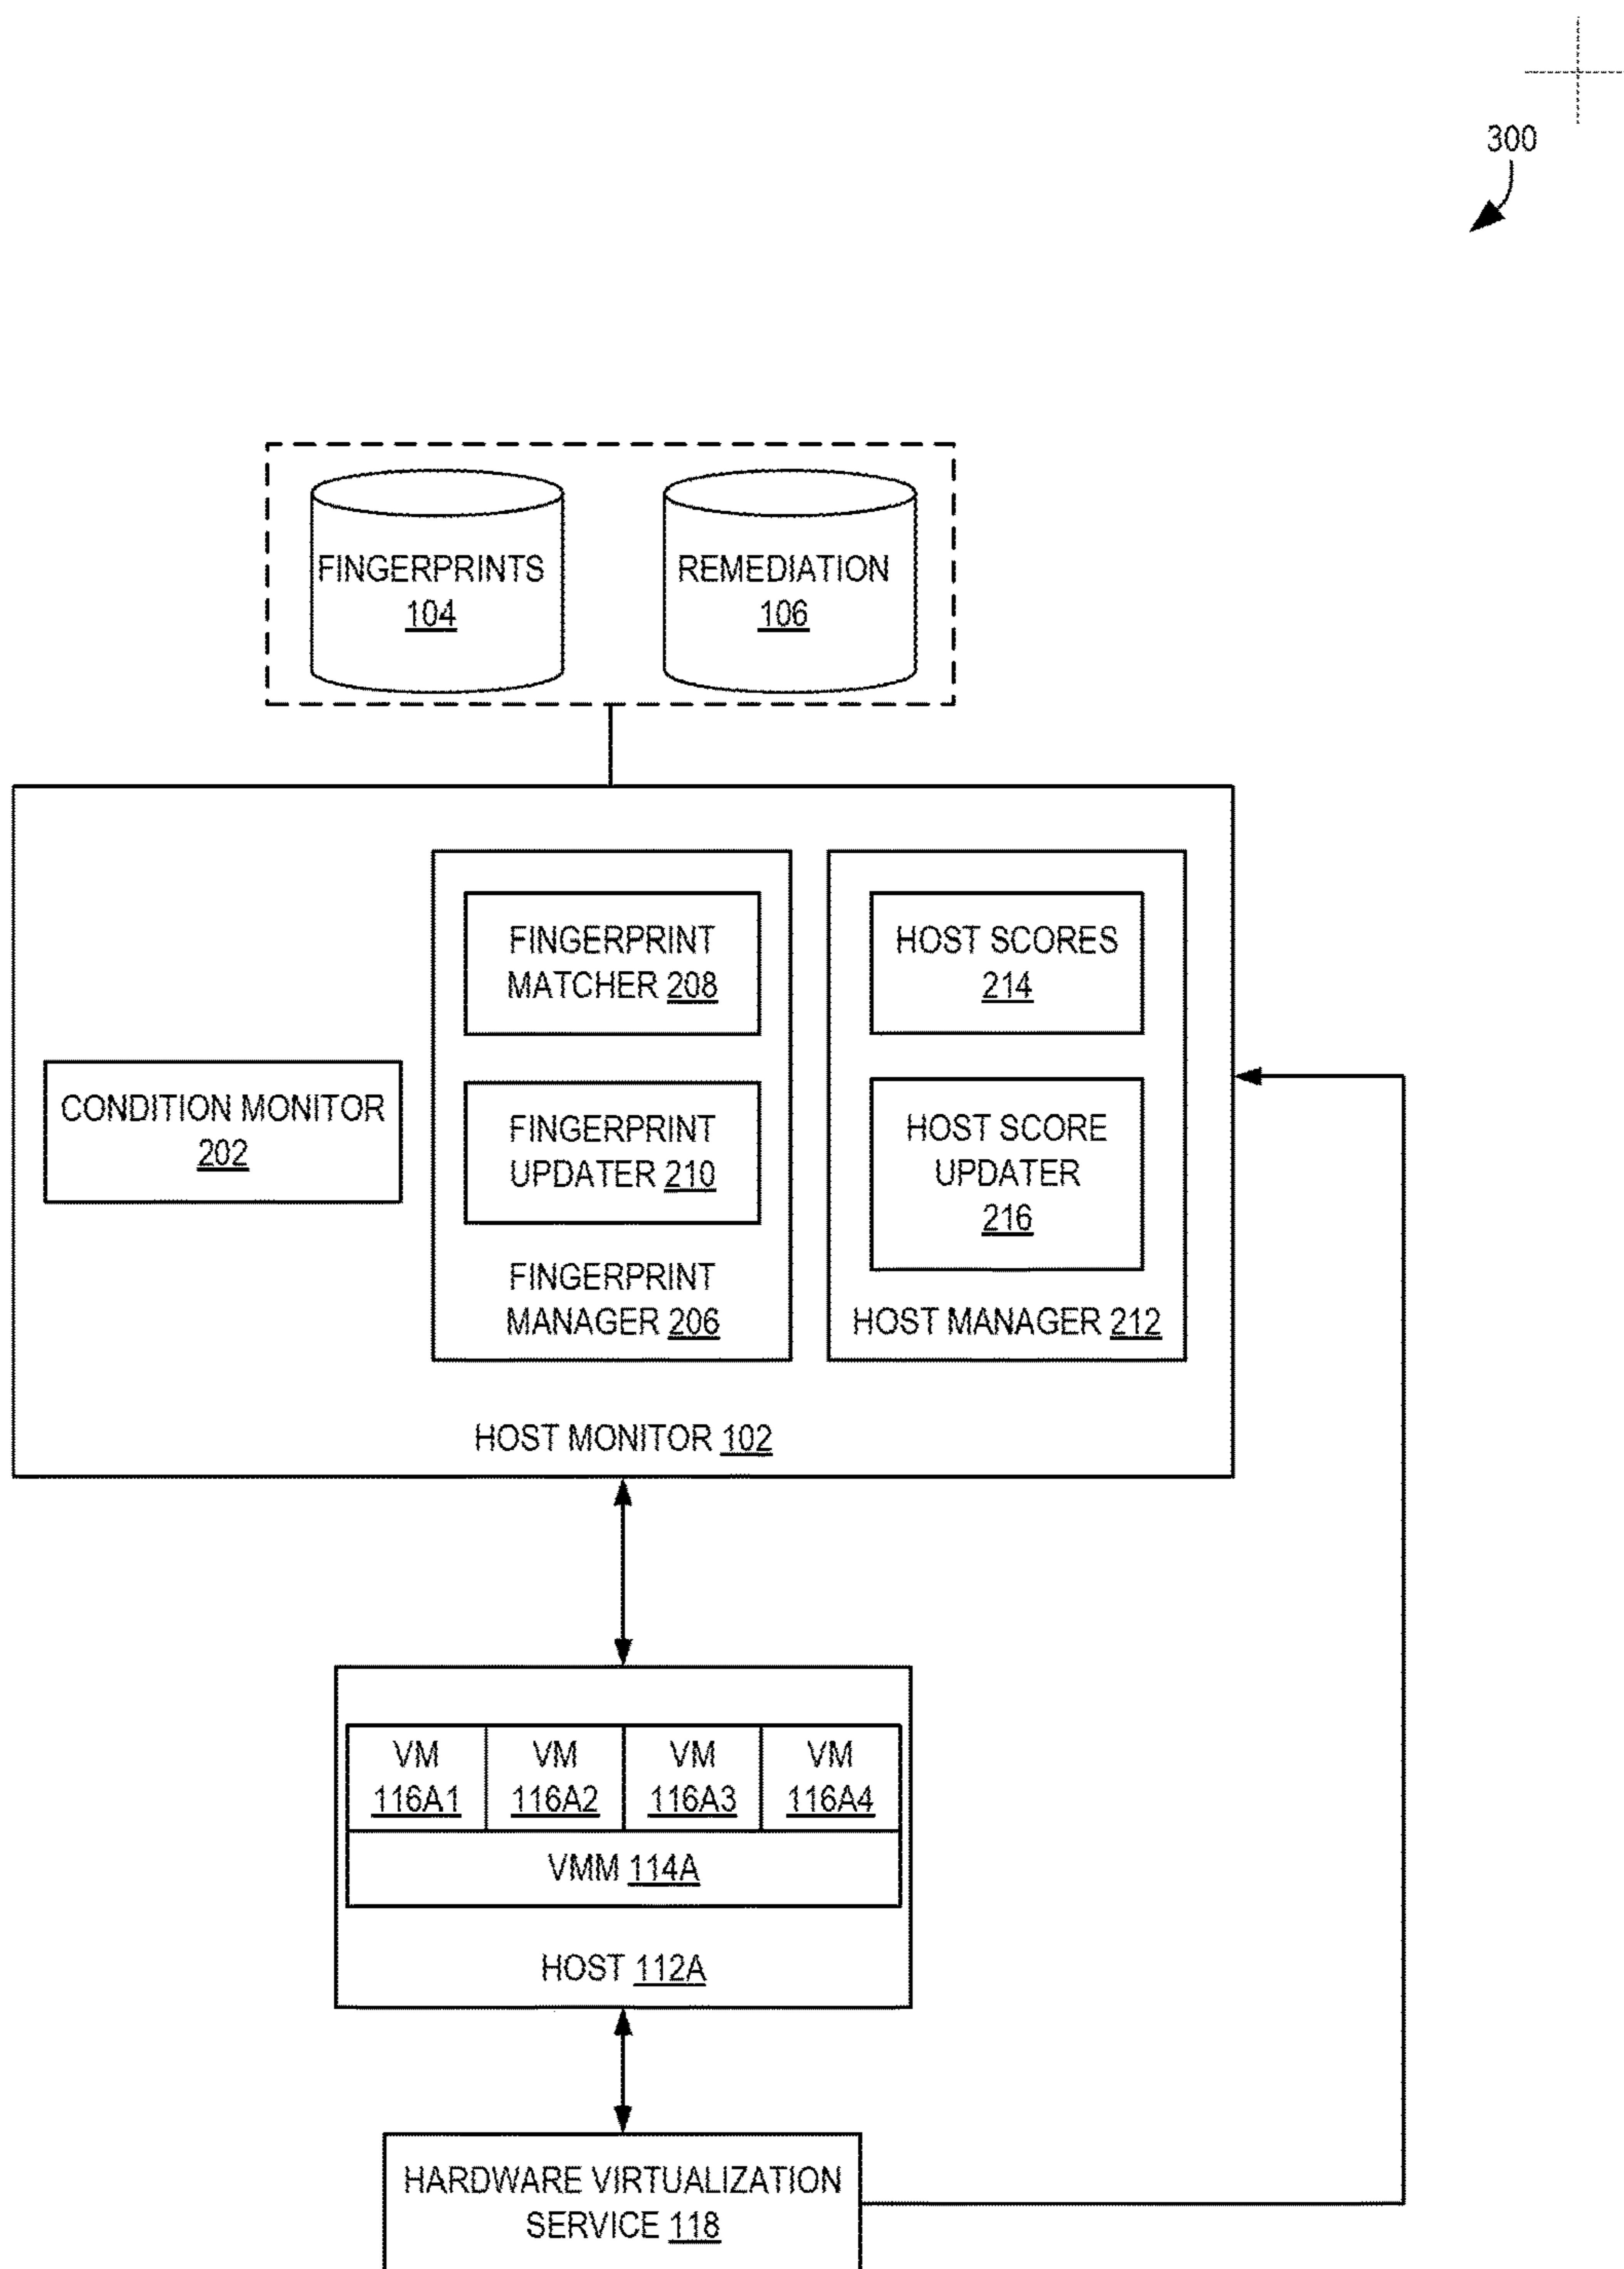 300
FINGERPRINTS
104
REMEDIATION
106
FINGERPRINT
MATCHER 208
HOST SCORES
214
CONDITION MONITOR
202
FINGERPRINT
UPDATER 210
HOST SCORE
UPDATER
216
FINGERPRINT
MANAGER 206
HOST MANAGER 212
HOST MONITOR 102
VM
116A1
VM
116A2
VM
116A3
VM
116A4
VMM 114A
HOST 112A
HARDWARE VIRTUALIZATION
SERVICE 118